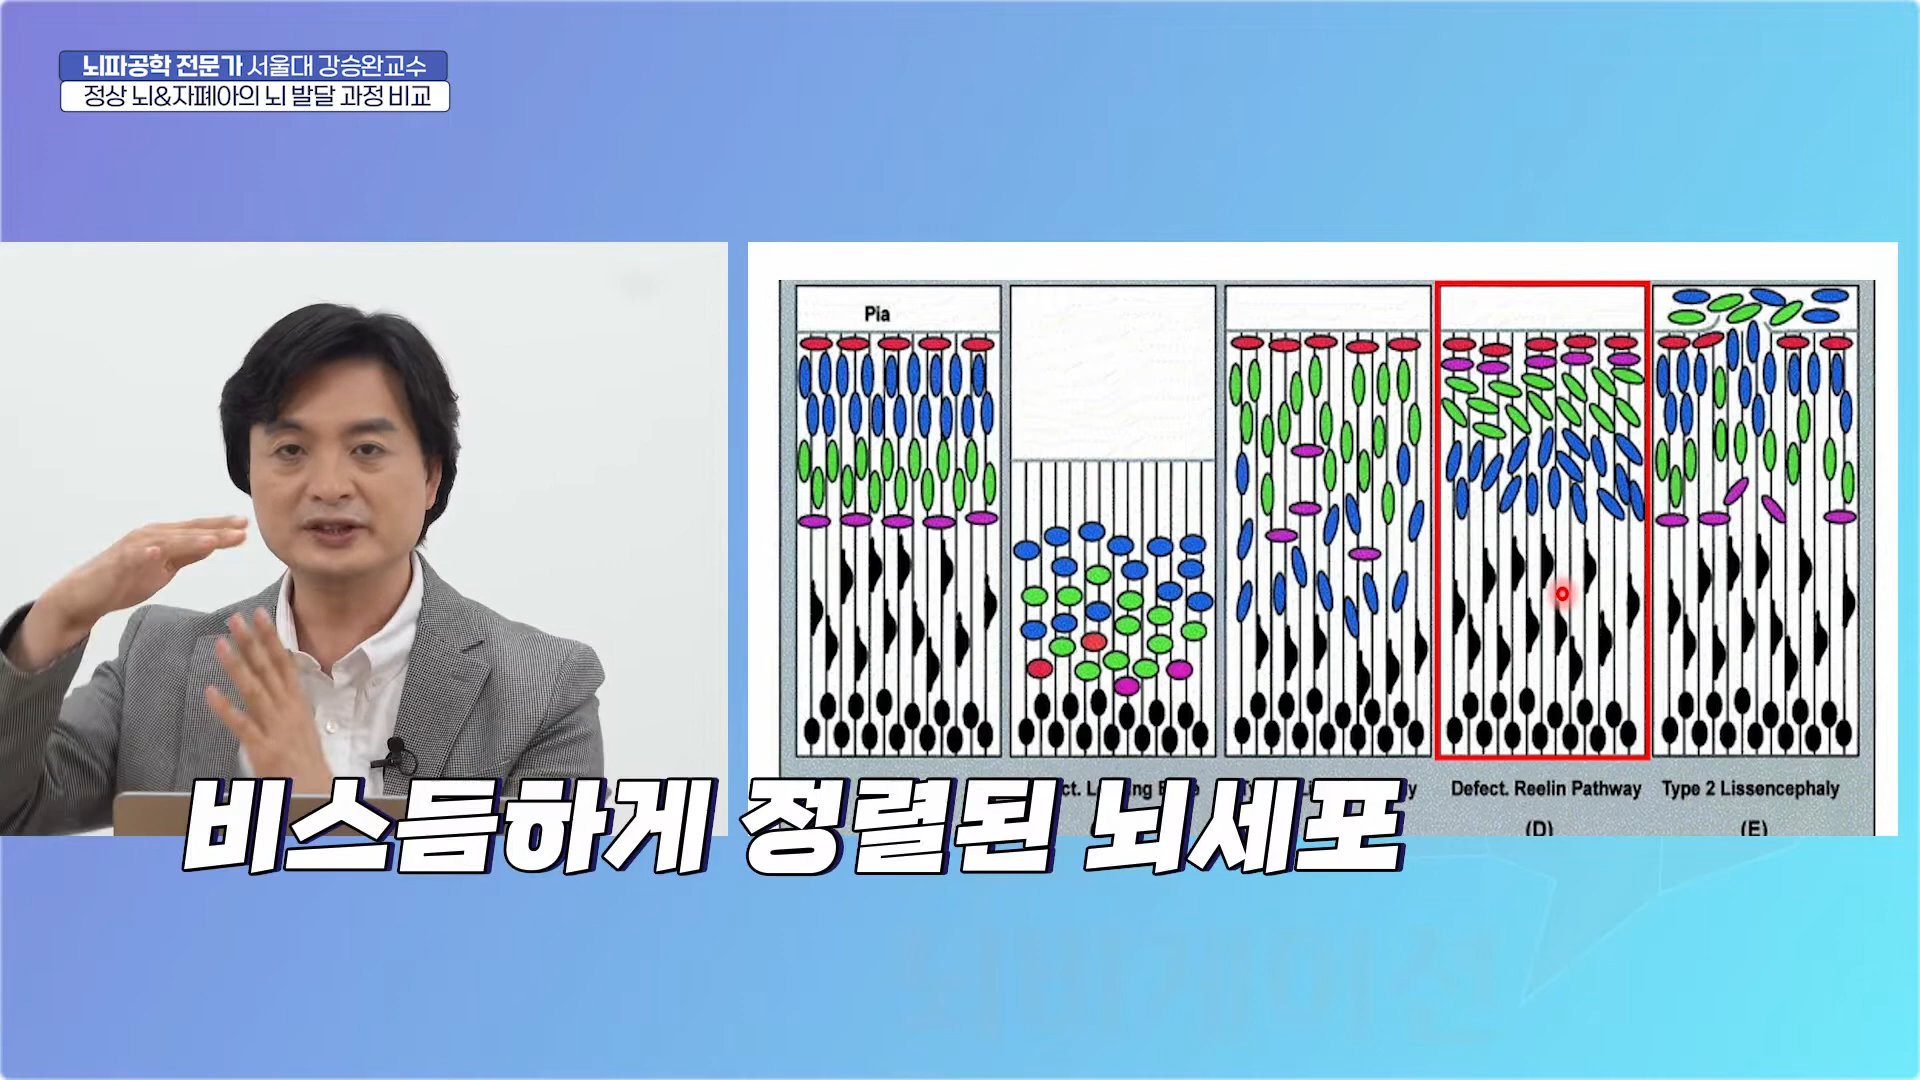 뇌파공학 전문가 서울대 강승완교수
정상 뇌&자폐아의 뇌 발달 과정 비교
Pia
Defect. Reelin Pathway
Type 2 Lissencephaly
(D)
(E)
비스듬하게 정렬된 뇌세포